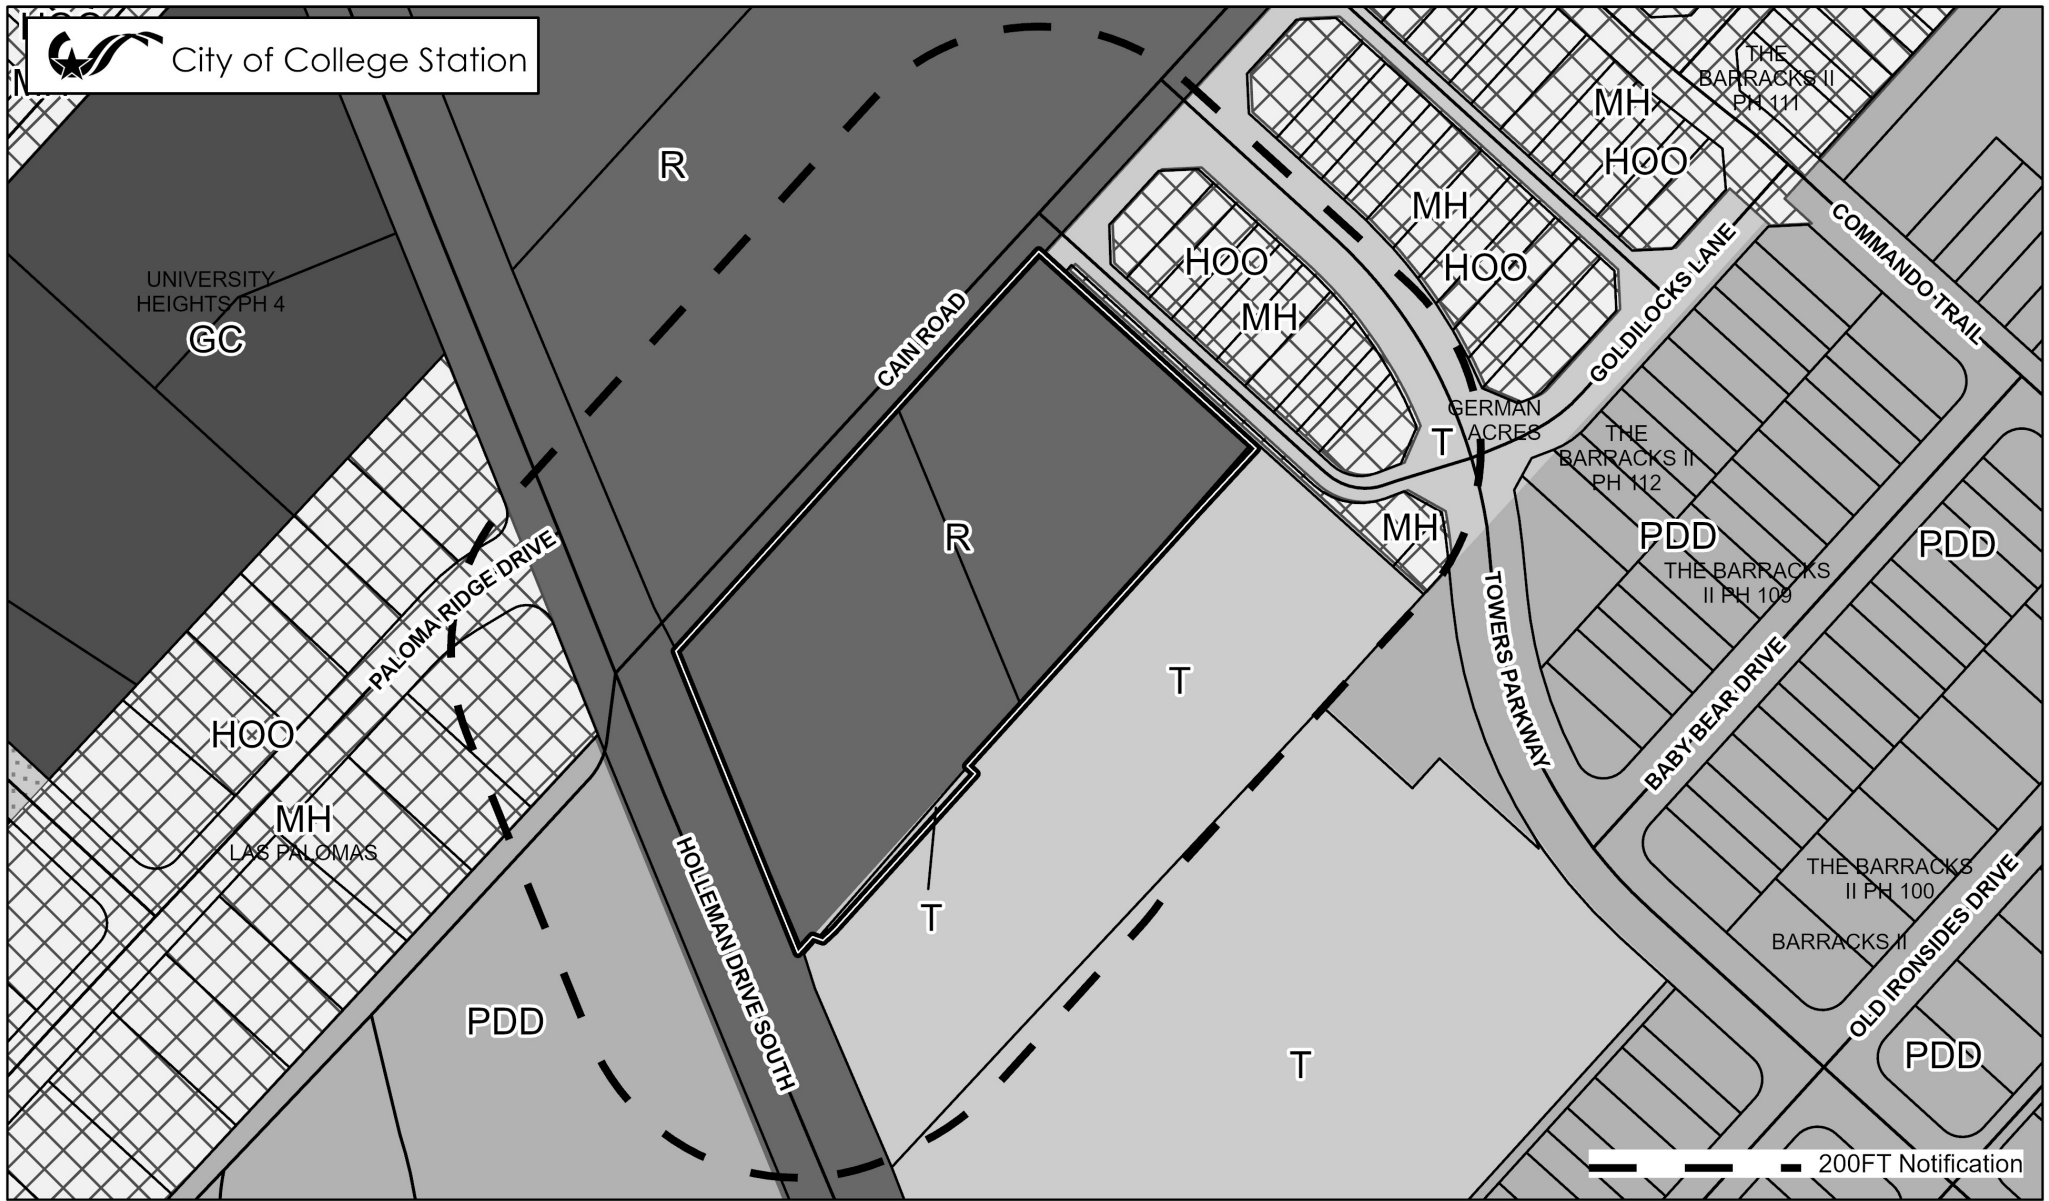 HOO
City of College Station
THE
BARRACKS II
PH 111
MH
HOO
R
MH
HOO
COMMANDO TRAIL
GOLDILOCKS LANE
HOO
MH
UNIVERSITY
HEIGHTS PH 4
GC
CAIN ROAD
GERMAN
ACRES
T
THE
BARRACKS II
PH 112
MH
PDD
PDD
R
THE BARRACKS
II PH 109
PALOMA RIDGE DRIVE
TOWERS PARKWAY
T
BABY BEAR DRIVE
HOO
MH
LAS PALOMAS
HOLLEMAN DRIVE SOUTH
THE BARRACKS
II PH 100
T
BARRACKS II
OLD IRONSIDES DRIVE
PDD
T
PDD
200FT Notification